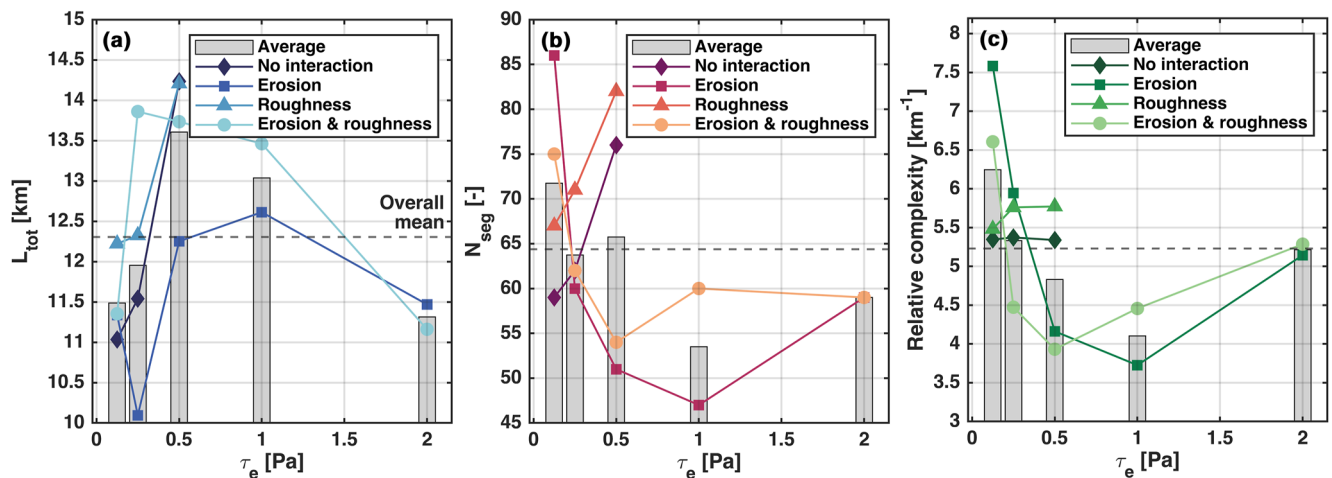 (a)
Average
No interaction
Erosion
Roughness
Erosion & roughness
Overall
mean
15
14.5
14
13.5
13
12.5
12
11.5
11
10.5
10
L_tot [km]
0 0.5 1 1.5 2
τ_e [Pa]
(b)
Average
No interaction
Erosion
Roughness
Erosion & roughness
90
85
80
75
70
65
60
55
50
45
N_seg [-]
0 0.5 1 1.5 2
τ_e [Pa]
(c)
Average
No interaction
Erosion
Roughness
Erosion & roughness
8
7.5
7
6.5
6
5.5
5
4.5
4
3.5
3
Relative complexity [km⁻¹]
0 0.5 1 1.5 2
τ_e [Pa]